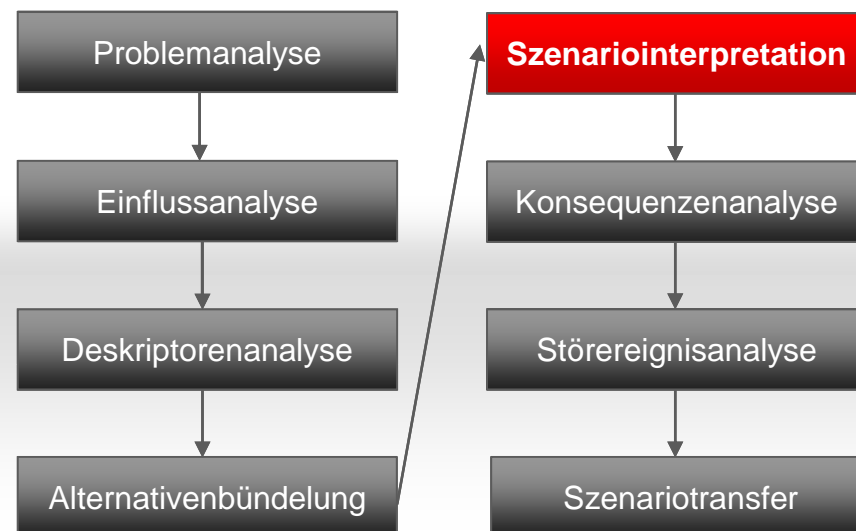 Problemanalyse
Einflussanalyse
Deskriptorenanalyse
Alternativenbündelung
Szenariointerpretation
Konsequenzenanalyse
Störereignisanalyse
Szenariotransfer